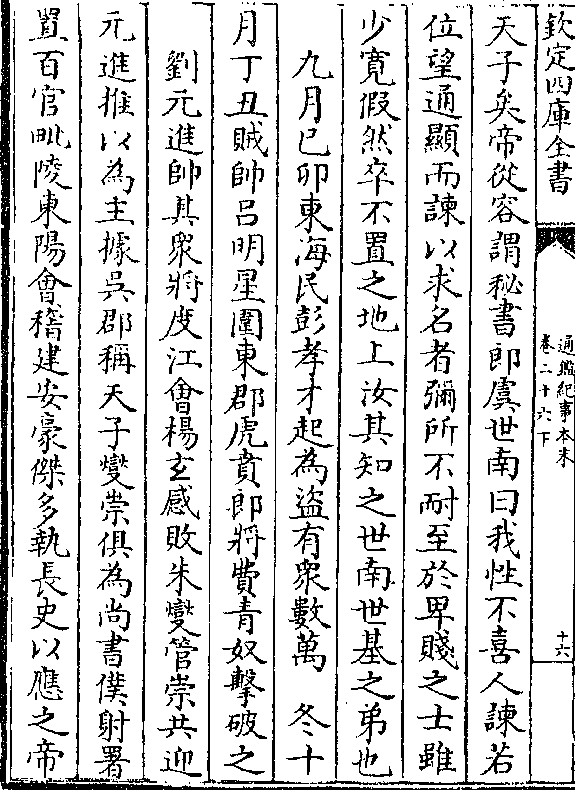 欽定四庫全書
通鑑紀事本末
卷二十六下
十六
天子矣帝從容謂秘書郎虞世南曰我性不喜人諫若
位望通顯而諫以求名者彌所不耐至於卑賤之士雖
少寛假然卒不置之地上汝其知之世南世基之弟也
九月己卯東海民彭孝才起為盜有衆數萬　冬十
月丁丑賊帥吕明星圍東郡虎賁郎將費青奴擊破之
劉元進帥其衆將度江會楊玄感敗朱燮管崇共迎
元進推以為主據吳郡稱天子燮崇俱為尚書僕射署
置百官毗陵東陽會稽建安豪傑多執長史以應之帝